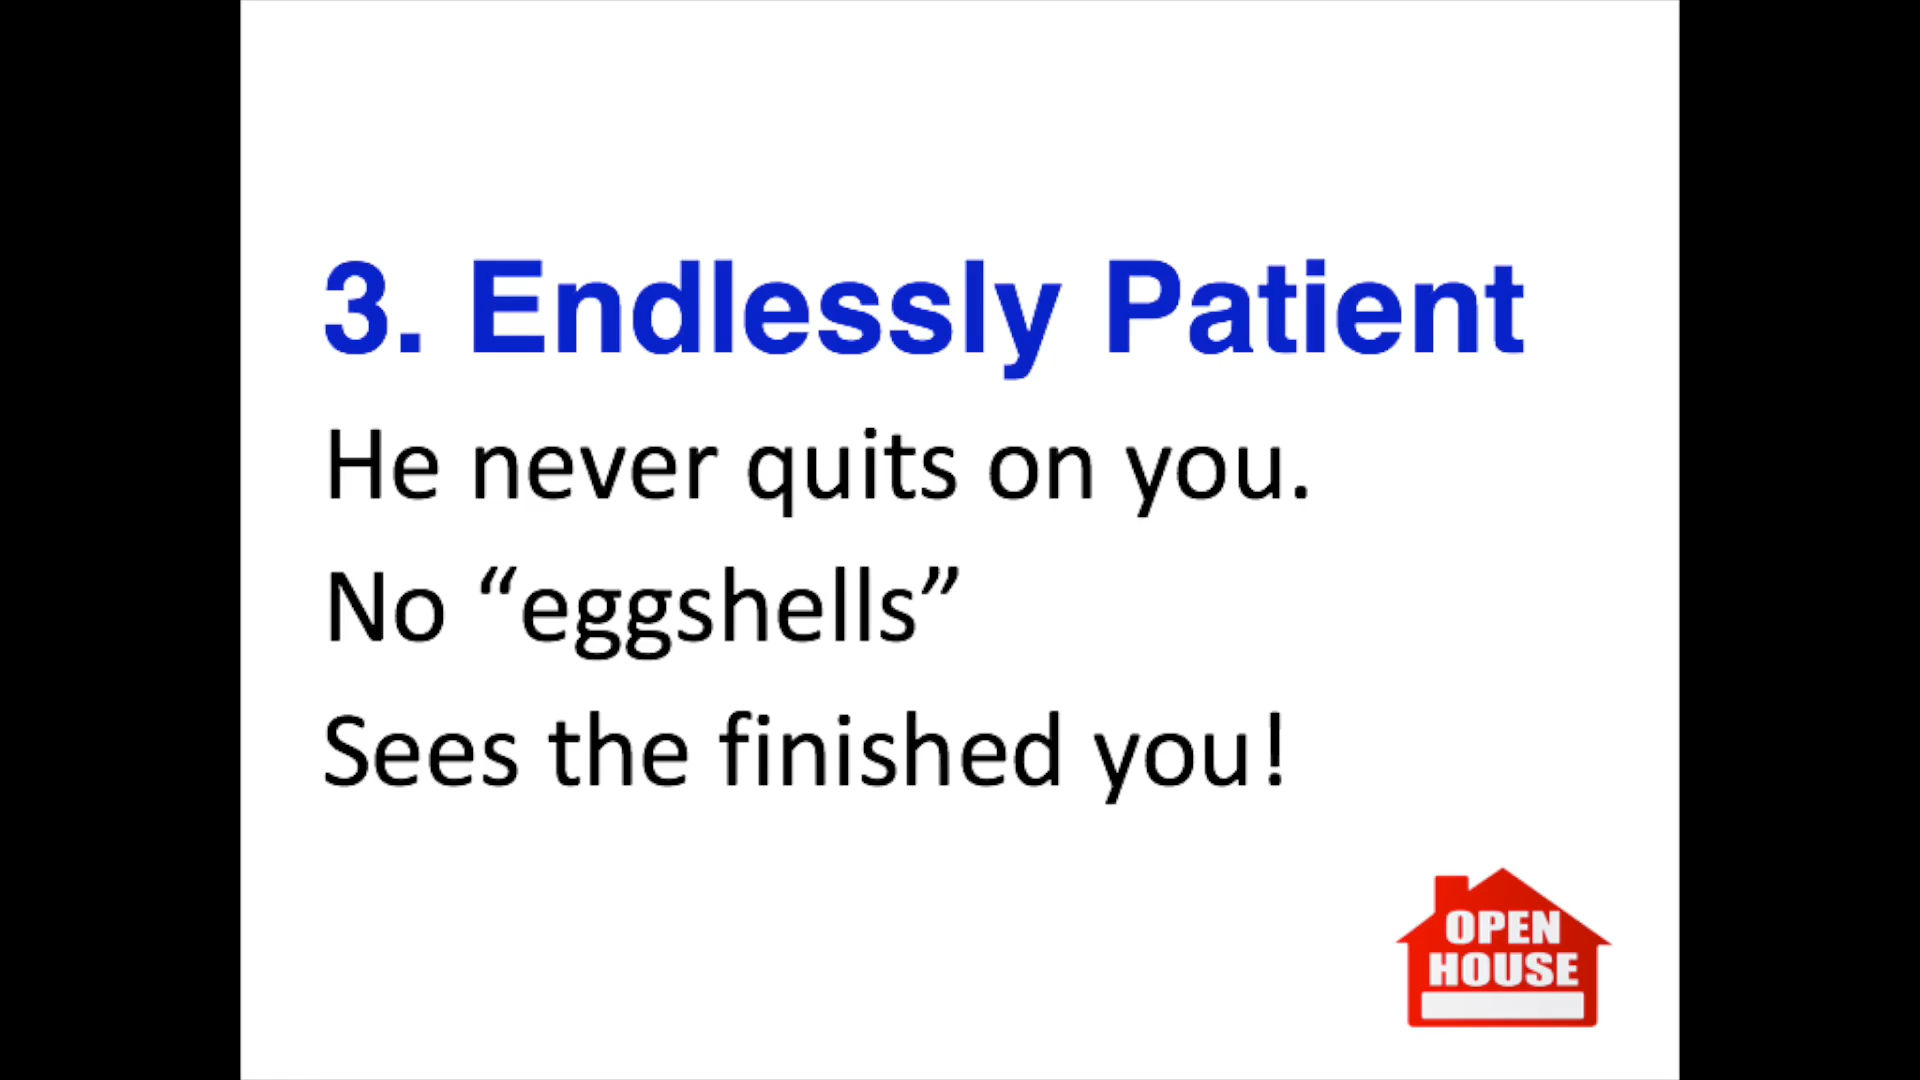 3. Endlessly Patient
He never quits on you.
No “eggshells”
Sees the finished you!
OPEN
HOUSE